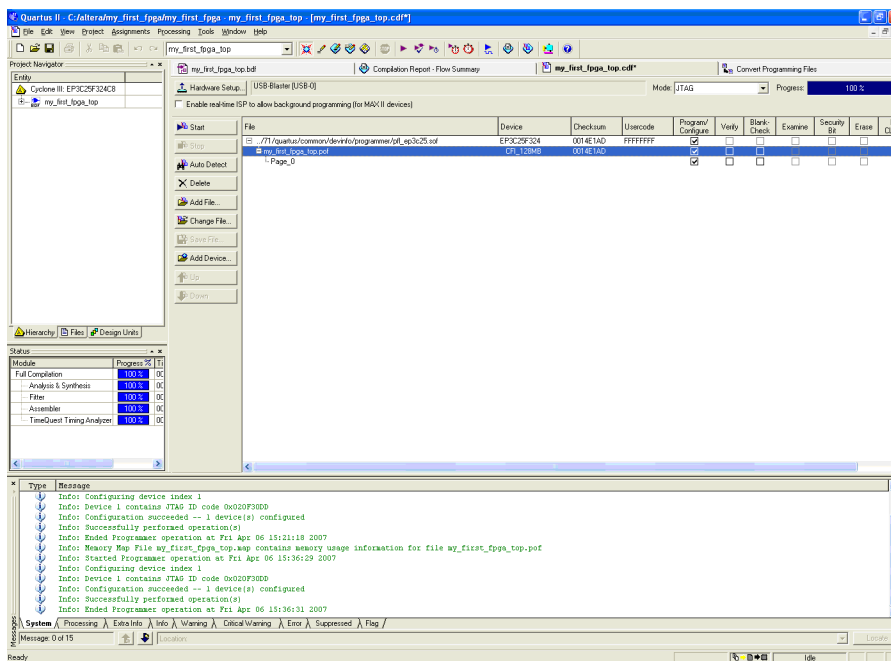 Quartus II - C:/altera/my_first_fpga/my_first_fpga - my_first_fpga_top - [my_first_fpga_top.cdf*]
File Edit View Project Assignments Processing Tools Window Help
my_first_fpga_top
Project Navigator
my_first_fpga_top.bdf
Compilation Report - Flow Summary
my_first_fpga_top.cdf*
Convert Programming Files
Entity
Cyclone III: EP3C25F324C8
my_first_fpga_top
Hardware Setup... USB-Blaster [USB-0] Mode: JTAG Progress: 100 %
Enable real-time ISP to allow background programming (for MAX II devices)
Start
Stop
Auto Detect
Delete
Add File...
Change File...
Save File...
Add Device...
Up
Down
File Device Checksum Usercode Program/Configure Verify Blank-Check Examine Security Bit Erase
../71/quartus/common/devinfo/programmer/pfl_ep3c25.sof EP3C25F324 0014E1AD FFFFFFFF
my_first_fpga_top.pof CFI_128MB 0014E1AD
Page_0
Hierarchy Files Design Units
Status
Module Progress % Ti
Full Compilation 100 % 00
Analysis & Synthesis 100 % 00
Fitter 100 % 00
Assembler 100 % 00
TimeQuest Timing Analyzer 100 % 00
Type Message
Info: Configuring device index 1
Info: Device 1 contains JTAG ID code 0x020F30DD
Info: Configuration succeeded -- 1 device(s) configured
Info: Successfully performed operation(s)
Info: Ended Programmer operation at Fri Apr 06 15:21:18 2007
Info: Memory Map File my_first_fpga_top.map contains memory usage information for file my_first_fpga_top.pof
Info: Started Programmer operation at Fri Apr 06 15:36:29 2007
Info: Configuring device index 1
Info: Device 1 contains JTAG ID code 0x020F30DD
Info: Configuration succeeded -- 1 device(s) configured
Info: Successfully performed operation(s)
Info: Ended Programmer operation at Fri Apr 06 15:36:31 2007
System Processing Extra Info Info Warning Critical Warning Error Suppressed Flag
Messages
Message: 0 of 15 Location: Locate
Ready Idle